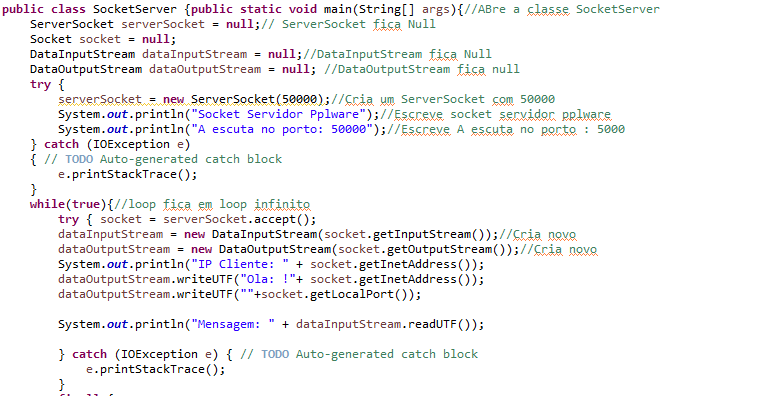 public class SocketServer {public static void main(String[] args){//ABre a classe SocketServer
ServerSocket serverSocket = null;// ServerSocket fica Null
Socket socket = null;
DataInputStream dataInputStream = null;//DataInputStream fica Null
DataOutputStream dataOutputStream = null; //DataOutputStream fica null
try {
serverSocket = new ServerSocket(50000);//Cria um ServerSocket com 50000
System.out.println("Socket Servidor Pplware");//Escreve socket servidor pplware
System.out.println("A escuta no porto: 50000");//Escreve A escuta no porto : 5000
} catch (IOException e)
{ // TODO Auto-generated catch block
e.printStackTrace();
}
while(true){//loop fica em loop infinito
try { socket = serverSocket.accept();
dataInputStream = new DataInputStream(socket.getInputStream());//Cria novo
dataOutputStream = new DataOutputStream(socket.getOutputStream());//Cria novo
System.out.println("IP Cliente: " + socket.getInetAddress());
dataOutputStream.writeUTF("Ola: !"+ socket.getInetAddress());
dataOutputStream.writeUTF(""+socket.getLocalPort());
System.out.println("Mensagem: " + dataInputStream.readUTF());
} catch (IOException e) { // TODO Auto-generated catch block
e.printStackTrace();
}